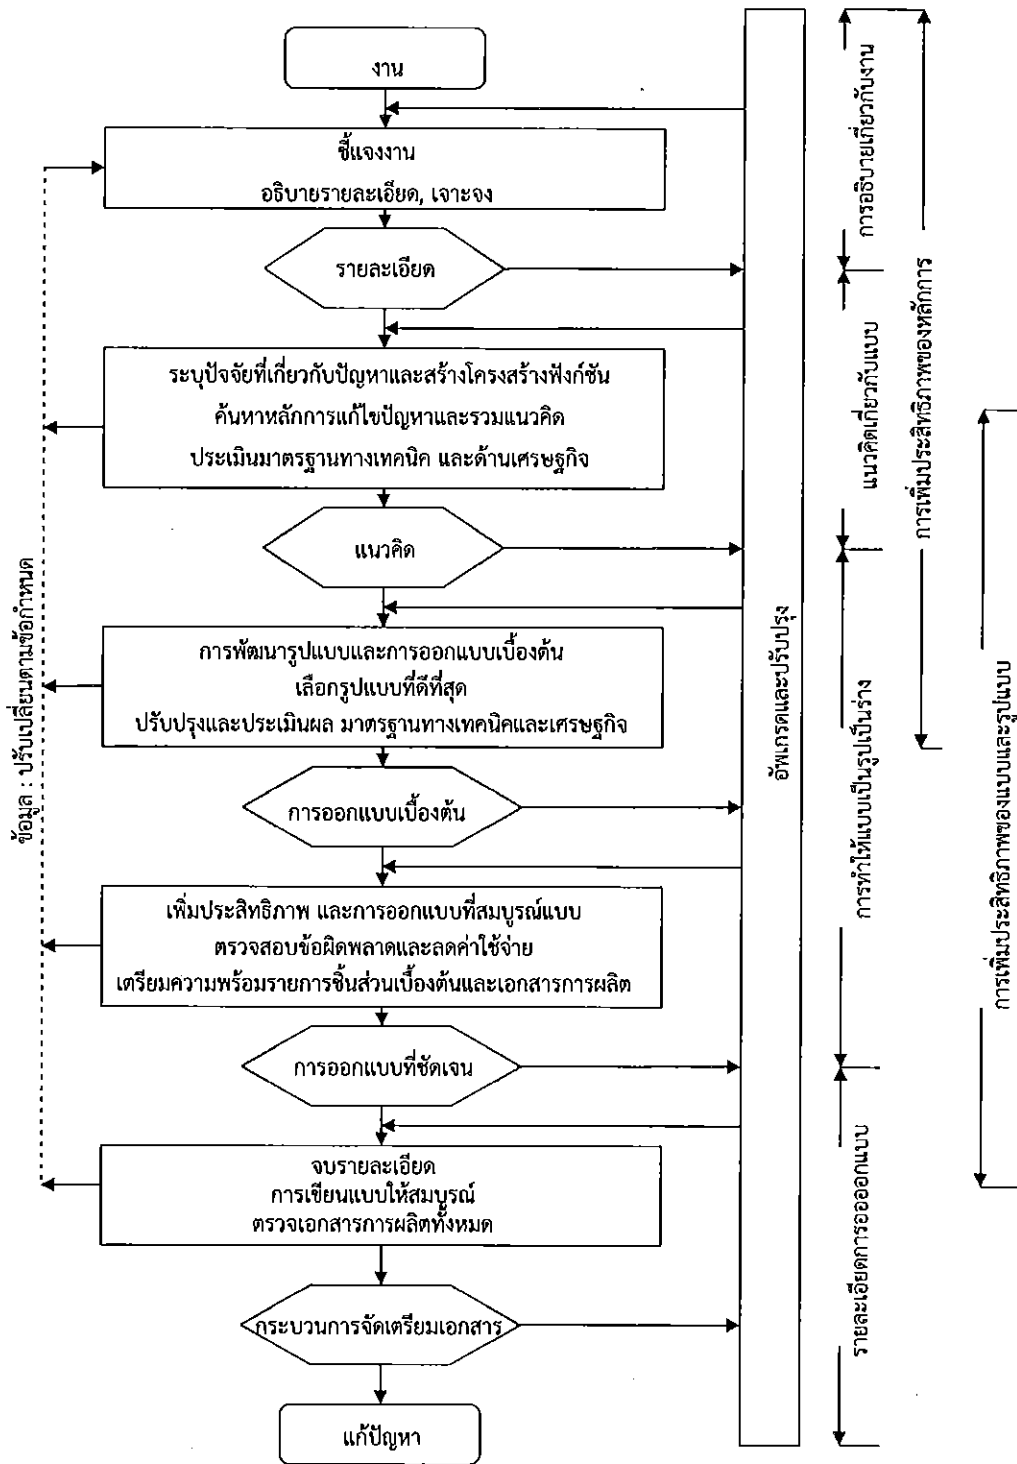 งาน
ชี้แจงงาน
อธิบายรายละเอียด, เจาะจง
รายละเอียด
ระบุปัจจัยที่เกี่ยวกับปัญหาและสร้างโครงสร้างฟังก์ชัน
ค้นหาหลักการแก้ไขปัญหาและรวมแนวคิด
ประเมินมาตรฐานทางเทคนิค และด้านเศรษฐกิจ
แนวคิด
การพัฒนารูปแบบและการออกแบบเบื้องต้น
เลือกรูปแบบที่ดีที่สุด
ปรับปรุงและประเมินผล มาตรฐานทางเทคนิคและเศรษฐกิจ
การออกแบบเบื้องต้น
เพิ่มประสิทธิภาพ และการออกแบบที่สมบูรณ์แบบ
ตรวจสอบข้อผิดพลาดและลดค่าใช้จ่าย
เตรียมความพร้อมรายการชิ้นส่วนเบื้องต้นและเอกสารการผลิต
การออกแบบที่ชัดเจน
จบรายละเอียด
การเขียนแบบให้สมบูรณ์
ตรวจเอกสารการผลิตทั้งหมด
กระบวนการจัดเตรียมเอกสาร
แก้ปัญหา
ข้อมูล : ปรับเปลี่ยนตามข้อกำหนด
อัพเกรดและปรับปรุง
การอธิบายเกี่ยวกับงาน
แนวคิดเกี่ยวกับแบบ
การทำให้แบบเป็นรูปเป็นร่าง
รายละเอียดการอออกแบบ
การเพิ่มประสิทธิภาพของหลักการ
การเพิ่มประสิทธิภาพของแบบและรูปแบบ